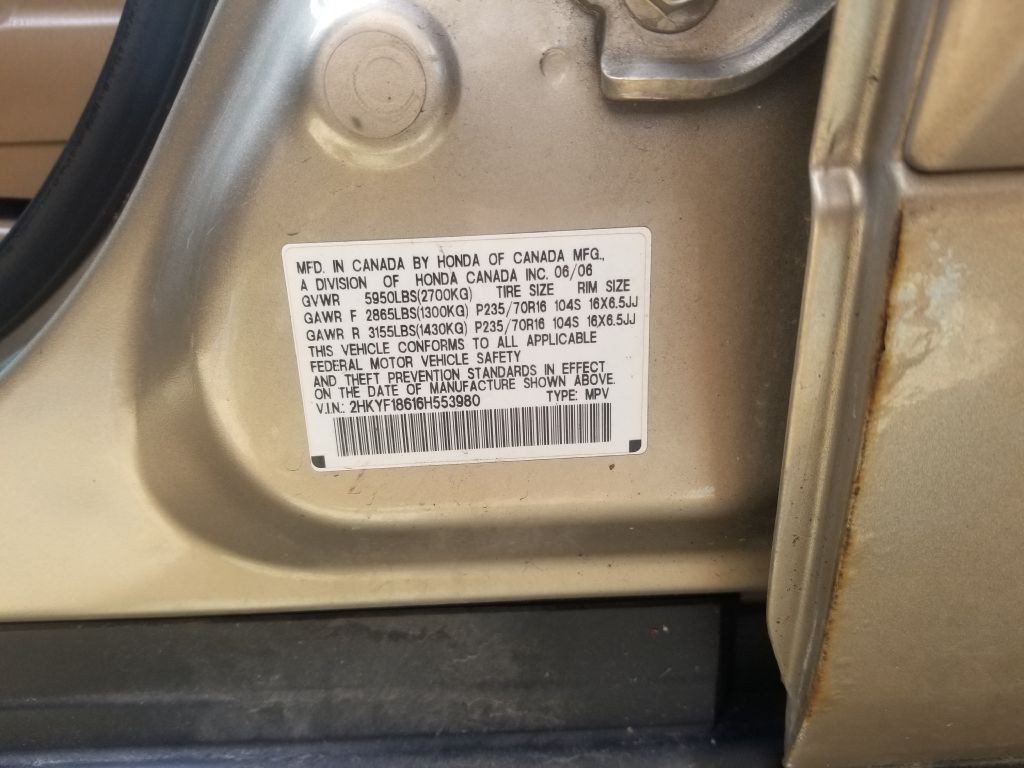 MFD. IN CANADA BY HONDA OF CANADA MFG.,
A DIVISION OF HONDA CANADA INC. 06/06
GVWR 5950LBS(2700KG) TIRE SIZE RIM SIZE
GAWR F 2865LBS(1300KG) P235/70R16 104S 16X6.5JJ
GAWR R 3155LBS(1430KG) P235/70R16 104S 16X6.5JJ
THIS VEHICLE CONFORMS TO ALL APPLICABLE
FEDERAL MOTOR VEHICLE SAFETY
AND THEFT PREVENTION STANDARDS IN EFFECT
ON THE DATE OF MANUFACTURE SHOWN ABOVE.
V.I.N.: 2HKYF18616H553980 TYPE: MPV